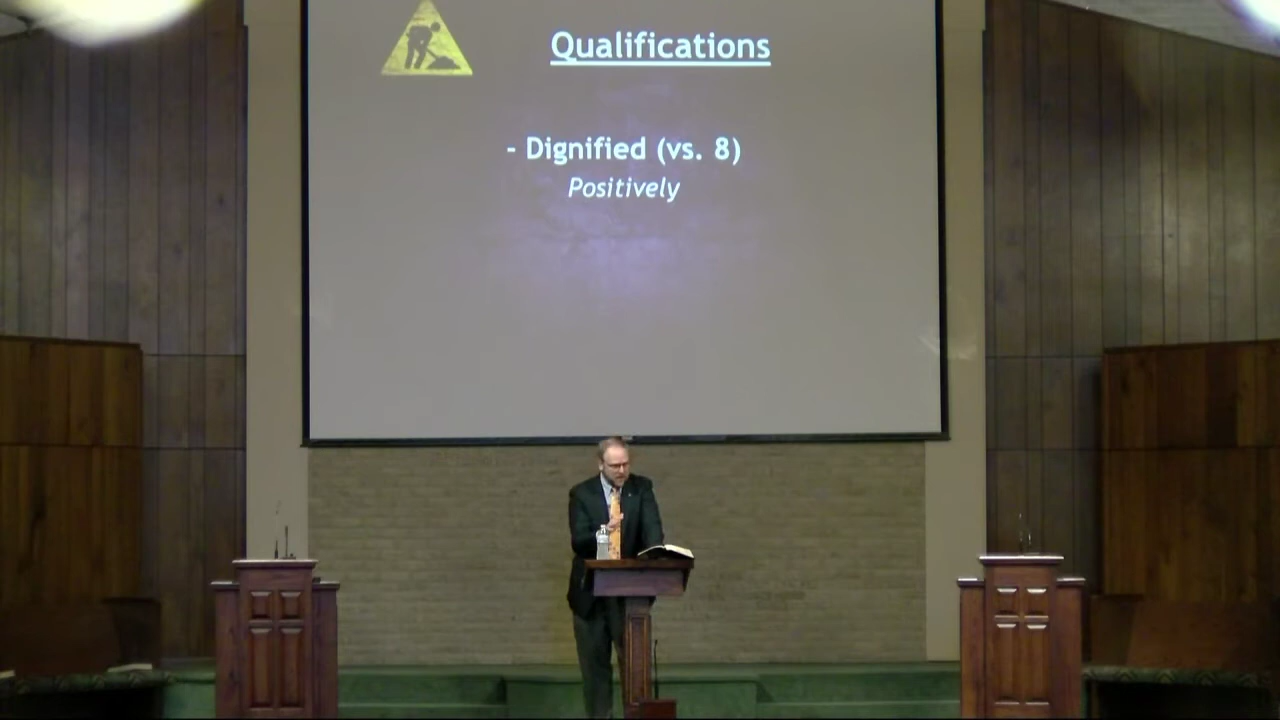 Qualifications
- Dignified (vs. 8)
Positively